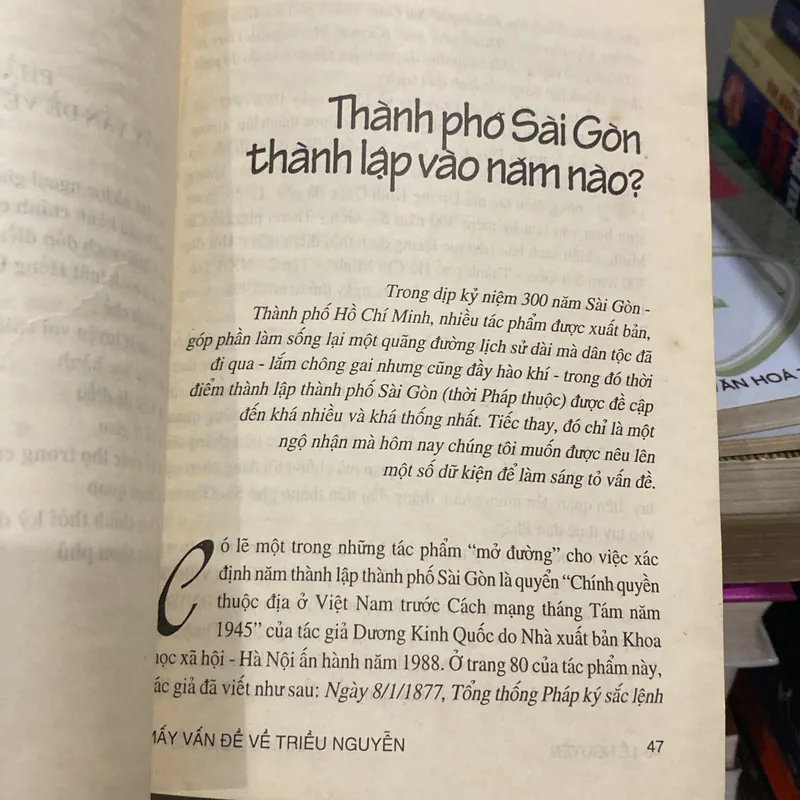 Thành phố Sài Gòn
thành lập vào năm nào?
Trong dịp kỷ niệm 300 năm Sài Gòn -
Thành phố Hồ Chí Minh, nhiều tác phẩm được xuất bản,
góp phần làm sống lại một quãng đường lịch sử dài mà dân tộc đã
đi qua - lắm chông gai nhưng cũng đầy hào khí - trong đó thời
điểm thành lập thành phố Sài Gòn (thời Pháp thuộc) được đề cập
đến khá nhiều và khá thống nhất. Tiếc thay, đó chỉ là một
ngộ nhận mà hôm nay chúng tôi muốn được nêu lên
một số dữ kiện để làm sáng tỏ vấn đề.
Có lẽ một trong những tác phẩm “mở đường” cho việc xác
định năm thành lập thành phố Sài Gòn là quyển “Chính quyền
thuộc địa ở Việt Nam trước Cách mạng tháng Tám năm
1945” của tác giả Dương Kinh Quốc do Nhà xuất bản Khoa
học xã hội - Hà Nội ấn hành năm 1988. Ở trang 80 của tác phẩm này,
tác giả đã viết như sau: Ngày 8/1/1877, Tổng thống Pháp ký sắc lệnh
MẤY VẤN ĐỀ VỀ TRIỀU NGUYỄN 47
VĂN HOÁ